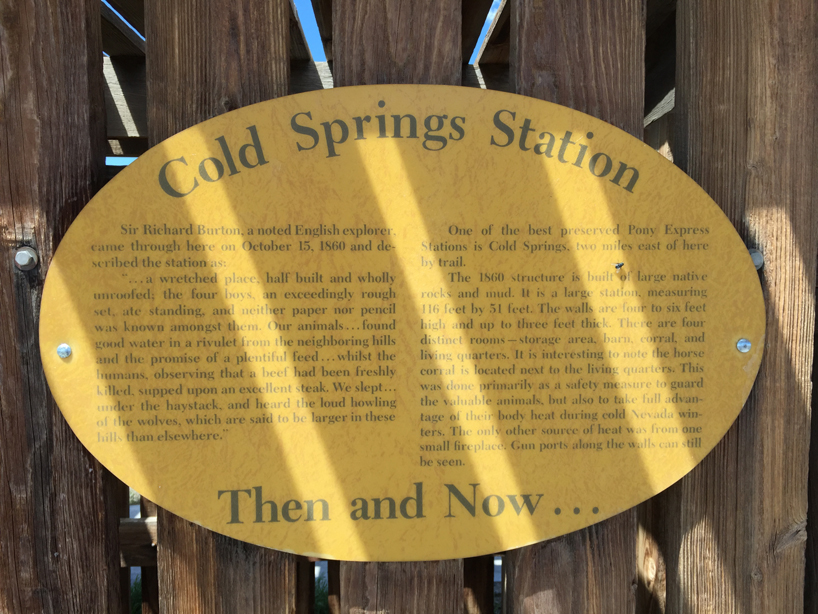 Cold Springs Station
Sir Richard Burton, a noted English explorer,
came through here on October 15, 1860 and de-
scribed the station as:
"...a wretched place, half built and wholly
unroofed; the four boys, an exceedingly rough
set, ate standing, and neither paper nor pencil
was known amongst them. Our animals...found
good water in a rivulet from the neighboring hills
and the promise of a plentiful feed...whilst the
humans, observing that a beef had been freshly
killed, supped upon an excellent steak. We slept...
under the haystack, and heard the loud howling
of the wolves, which are said to be larger in these
hills than elsewhere."
One of the best preserved Pony Express
Stations is Cold Springs, two miles east of here
by trail.
The 1860 structure is built of large native
rocks and mud. It is a large station, measuring
116 feet by 51 feet. The walls are four to six feet
high and up to three feet thick. There are four
distinct rooms—storage area, barn, corral, and
living quarters. It is interesting to note the horse
corral is located next to the living quarters. This
was done primarily as a safety measure to guard
the valuable animals, but also to take full advan-
tage of their body heat during cold Nevada win-
ters. The only other source of heat was from one
small fireplace. Gun ports along the walls can still
be seen.
Then and Now...